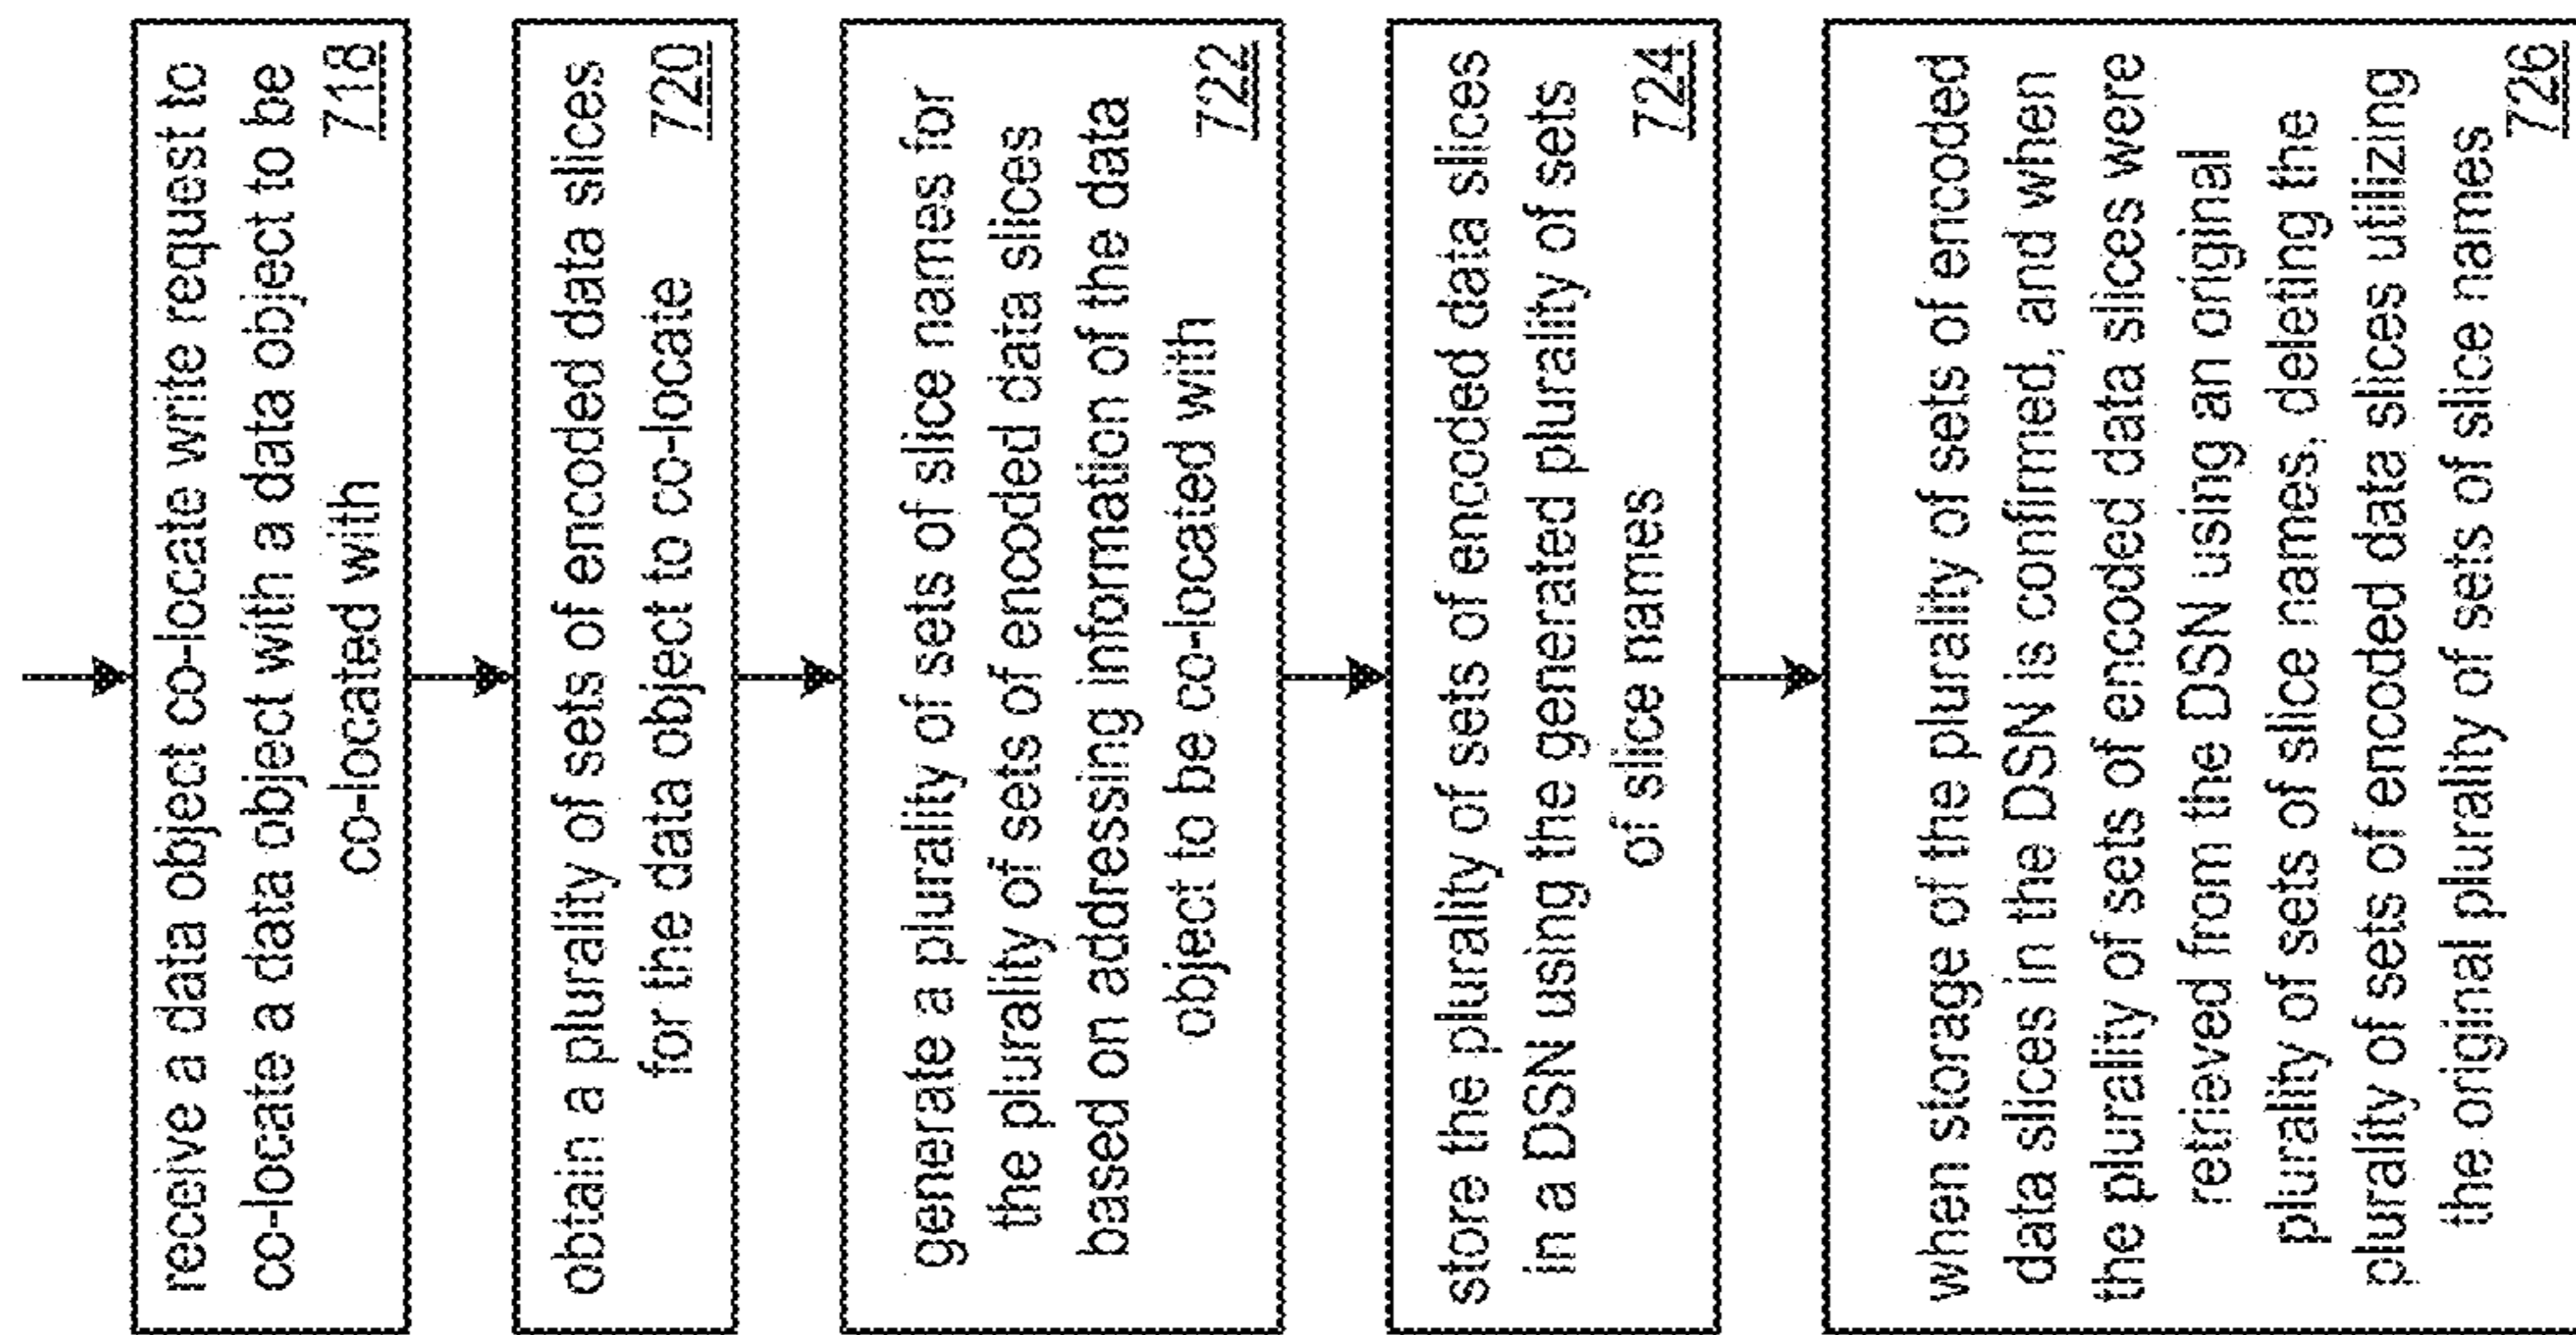 receive a data object co-locate write request to
co-locate a data object with a data object to be
co-located with
718
obtain a plurality of sets of encoded data slices
for the data object to co-locate
720
generate a plurality of sets of slice names for
the plurality of sets of encoded data slices
based on addressing information of the data
object to be co-located with
722
store the plurality of sets of encoded data slices
in a DSN using the generated plurality of sets
of slice names
724
when storage of the plurality of sets of encoded
data slices in the DSN is confirmed, and when
the plurality of sets of encoded data slices were
retrieved from the DSN using an original
plurality of sets of slice names, deleting the
plurality of sets of encoded data slices utilizing
the original plurality of sets of slice names
726